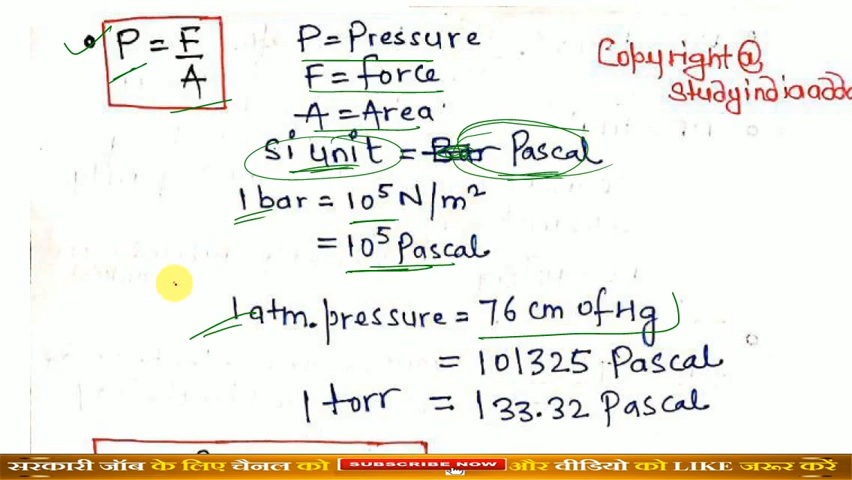 P = F/A
P = Pressure
F = force
A = Area
Si unit = Bar Pascal
1 bar = 10⁵ N/m²
= 10⁵ Pascal
1 atm. pressure = 76 cm of Hg
= 101325 Pascal
1 torr = 133.32 Pascal
Copyright@
studyindiaadda
सरकारी जॉब के लिए चैनल को SUBSCRIBE NOW और वीडियो को LIKE जरूर करें